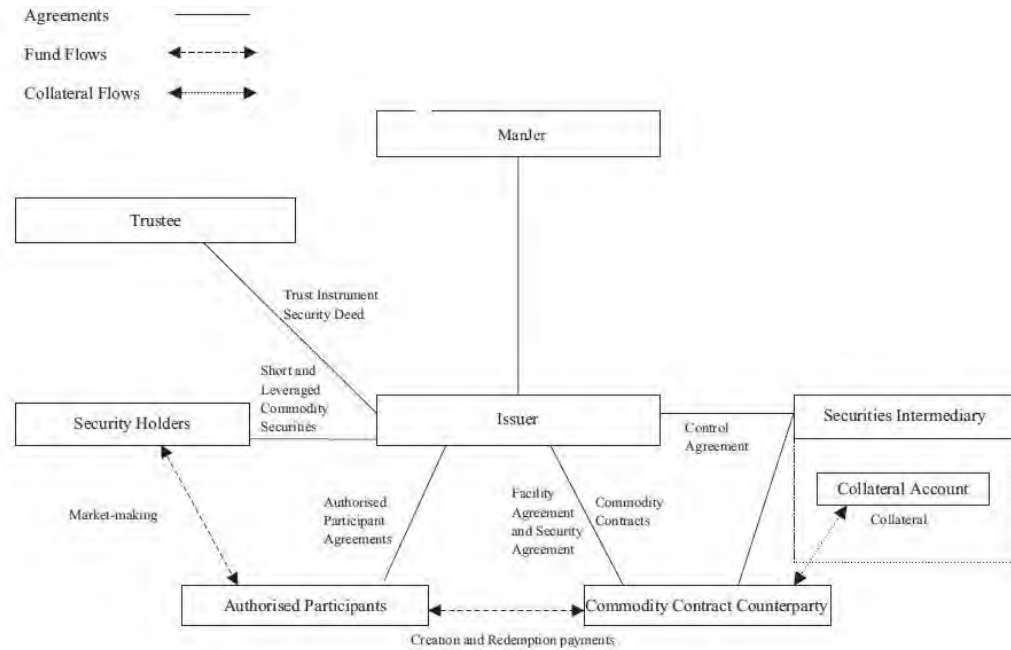 Agreements
Fund Flows
Collateral Flows
ManJer
Trustee
Trust Instrument
Security Deed
Short and
Leveraged
Commodity
Securities
Security Holders
Issuer
Securities Intermediary
Control
Agreement
Collateral Account
Collateral
Market-making
Authorised
Participant
Agreements
Facility
Agreement
and Security
Agreement
Commodity
Contracts
Authorised Participants
Commodity Contract Counterparty
Creation and Redemption payments